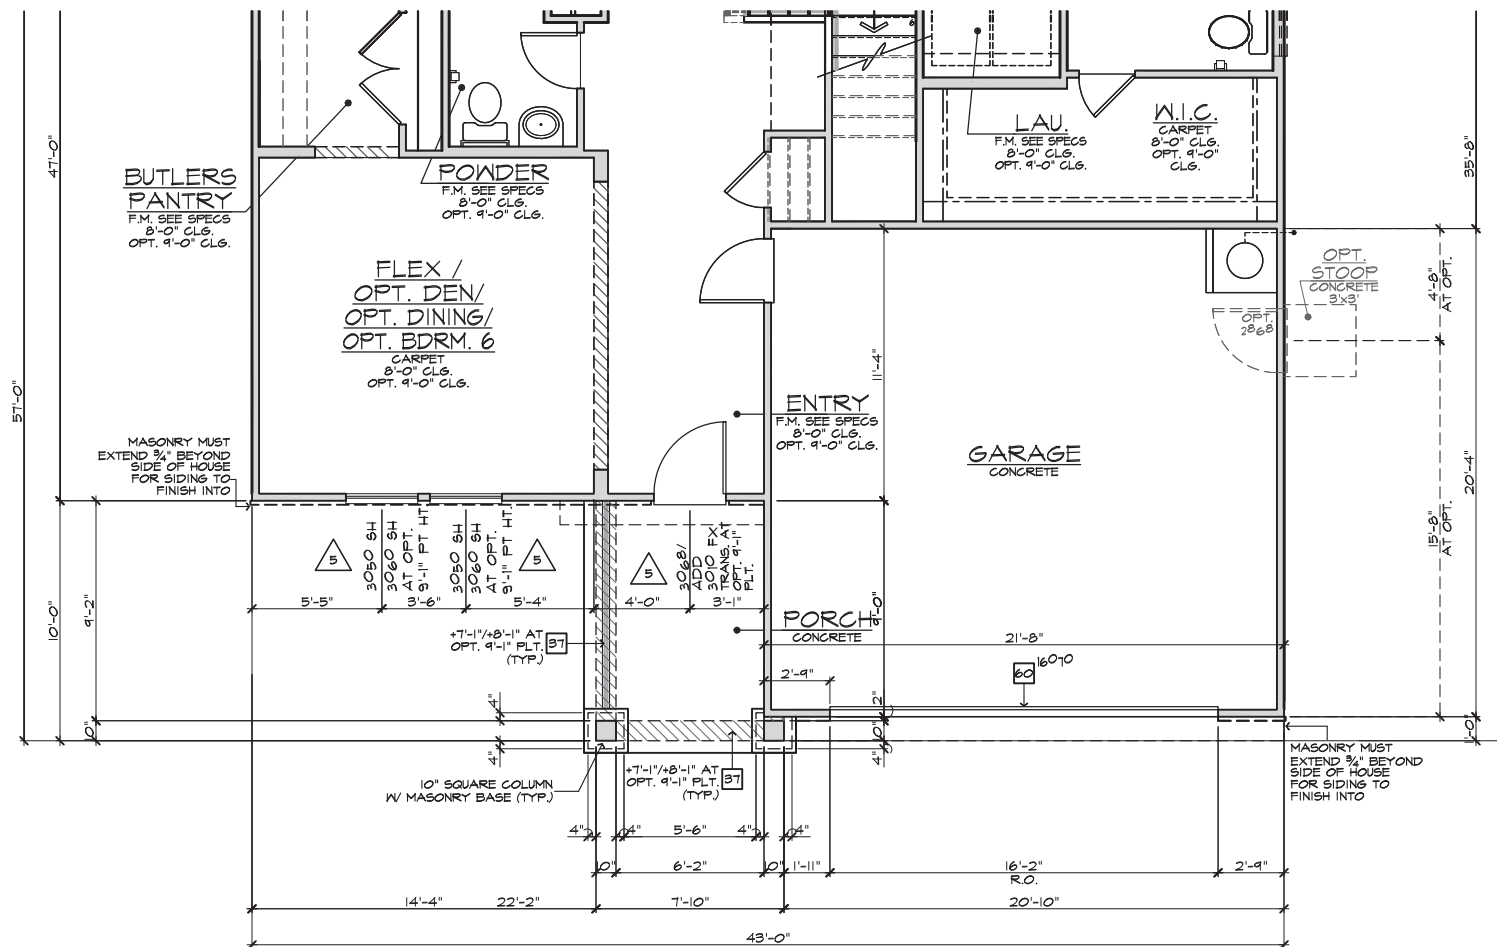 47'-0"
35'-8"
BUTLERS
PANTRY
F.M. SEE SPECS
8'-0" CLG.
OPT. 9'-0" CLG.
POWDER
F.M. SEE SPECS
8'-0" CLG.
OPT. 9'-0" CLG.
LAU.
F.M. SEE SPECS
8'-0" CLG.
OPT. 9'-0" CLG.
W.I.C.
CARPET
8'-0" CLG.
OPT. 9'-0"
CLG.
FLEX /
OPT. DEN/
OPT. DINING/
OPT. BDRM. 6
CARPET
8'-0" CLG.
OPT. 9'-0" CLG.
OPT.
STOOP
CONCRETE
3'x3'
OPT.
2868
4'-8"
AT OPT.
57'-0"
11'-4"
ENTRY
F.M. SEE SPECS
8'-0" CLG.
OPT. 9'-0" CLG.
GARAGE
CONCRETE
20'-4"
15'-8"
AT OPT.
MASONRY MUST
EXTEND ¾" BEYOND
SIDE OF HOUSE
FOR SIDING TO
FINISH INTO
5
3050 SH
3060 SH
AT OPT.
9'-1" PT HT.
3050 SH
3060 SH
AT OPT.
9'-1" PT HT.
5
5
3068/
ADD
3010 FX
TRANS. AT
OPT. 9'-1"
PLT.
10'-0"
9'-2"
5'-5"
3'-6"
5'-4"
4'-0"
3'-1"
9'-0"
PORCH
CONCRETE
+7'-1"/+8'-1" AT
OPT. 9'-1" PLT.
(TYP.)
37
21'-8"
2'-9"
60
16070
4"
2"
10"
10"
4"
4"
1'-0"
+7'-1"/+8'-1" AT
OPT. 9'-1" PLT.
(TYP.)
37
10" SQUARE COLUMN
W/ MASONRY BASE (TYP.)
MASONRY MUST
EXTEND ¾" BEYOND
SIDE OF HOUSE
FOR SIDING TO
FINISH INTO
4"
4"
5'-6"
4"
4"
10"
6'-2"
10"
1'-11"
16'-2"
R.O.
2'-9"
14'-4"
22'-2"
7'-10"
20'-10"
43'-0"